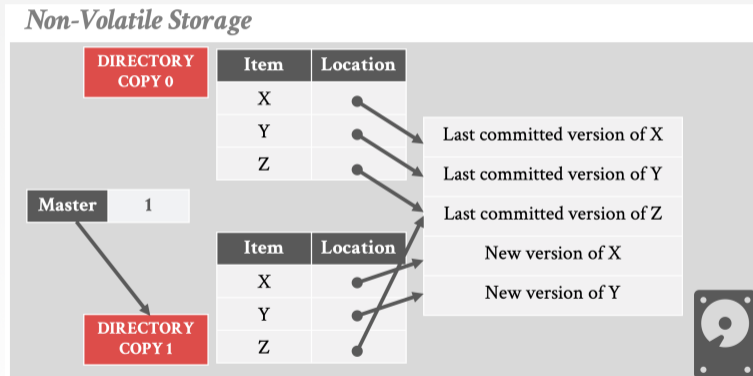 Non-Volatile Storage
DIRECTORY
COPY 0
Item Location
X
Y
Z
Last committed version of X
Last committed version of Y
Last committed version of Z
New version of X
New version of Y
Master 1
Item Location
X
Y
Z
DIRECTORY
COPY 1